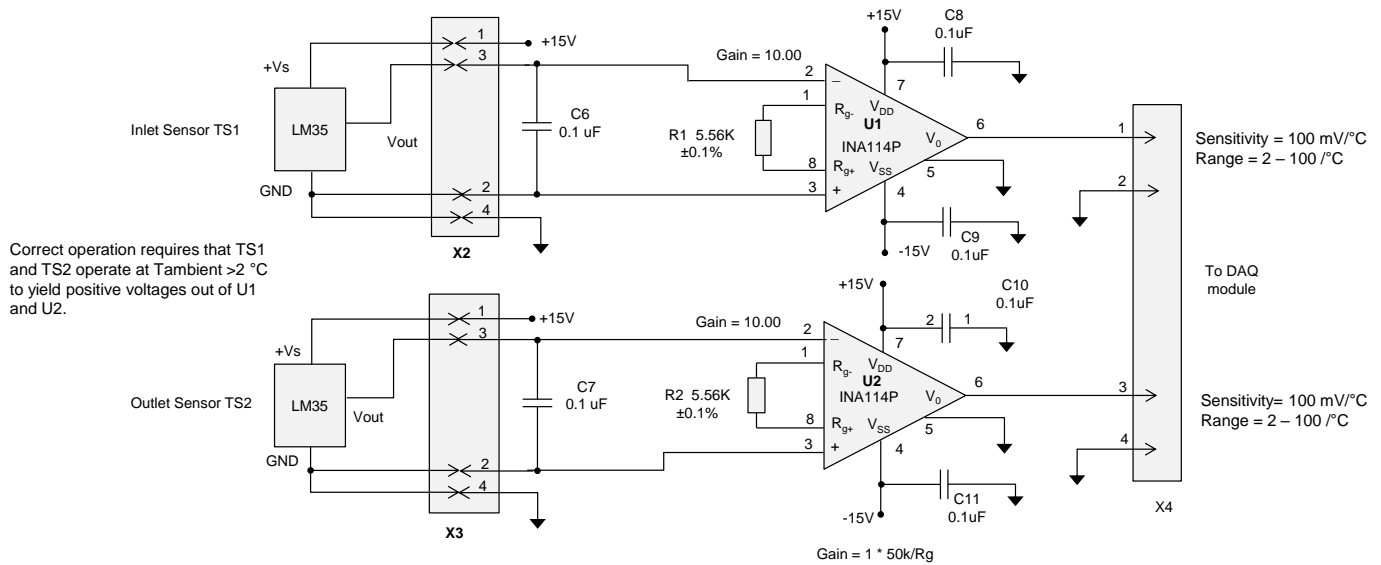 +15V
C8
0.1uF
1
+15V
3
+Vs
Gain = 10.00
2
–
7
1
Rg-
VDD
U1
C6
0.1 uF
Inlet Sensor TS1
LM35
Vout
R1 5.56K
±0.1%
INA114P
V0
6
1
Sensitivity = 100 mV/°C
Range = 2 – 100 /°C
8
Rg+
VSS
5
GND
2
3
+
4
2
4
C9
0.1uF
-15V
X2
Correct operation requires that TS1
and TS2 operate at Tambient >2 °C
to yield positive voltages out of U1
and U2.
To DAQ
module
+15V
C10
0.1uF
1
+15V
3
+Vs
Gain = 10.00
2
–
2
1
7
1
Rg-
VDD
U2
C7
0.1 uF
Outlet Sensor TS2
LM35
Vout
R2 5.56K
±0.1%
INA114P
V0
6
3
Sensitivity= 100 mV/°C
Range = 2 – 100 /°C
8
Rg+
VSS
5
GND
2
3
+
4
4
4
C11
0.1uF
-15V
X3
X4
Gain = 1 * 50k/Rg